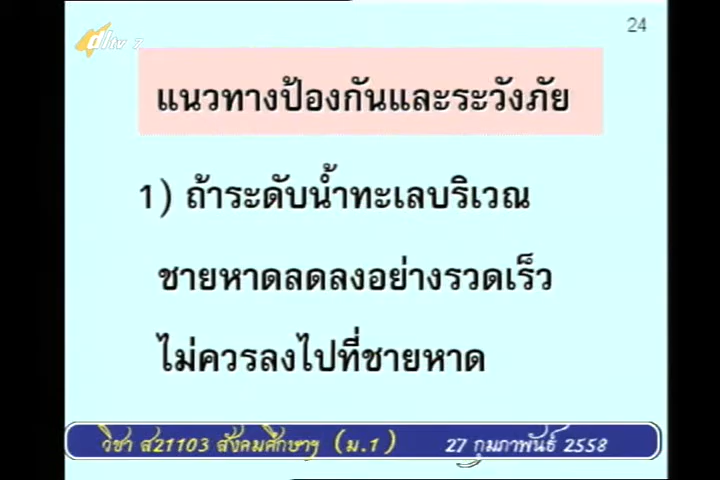 24
dltv 7
แนวทางป้องกันและระวังภัย
1) ถ้าระดับน้ำทะเลบริเวณ
ชายหาดลดลงอย่างรวดเร็ว
ไม่ควรลงไปที่ชายหาด
วิชา ส21103 สังคมศึกษาฯ (ม.1) 27 กุมภาพันธ์ 2558